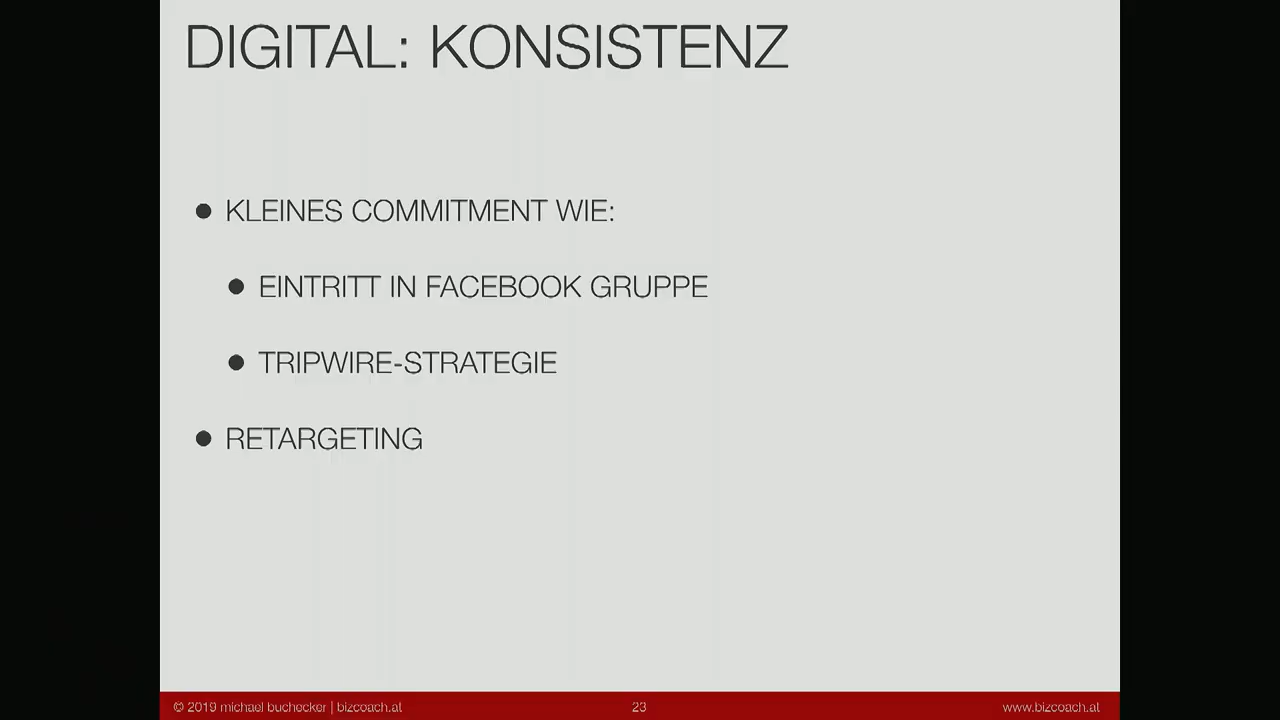 DIGITAL: KONSISTENZ
● KLEINES COMMITMENT WIE:
● EINTRITT IN FACEBOOK GRUPPE
● TRIPWIRE-STRATEGIE
● RETARGETING
© 2019 michael buchecker | bizcoach.at 23 www.bizcoach.at